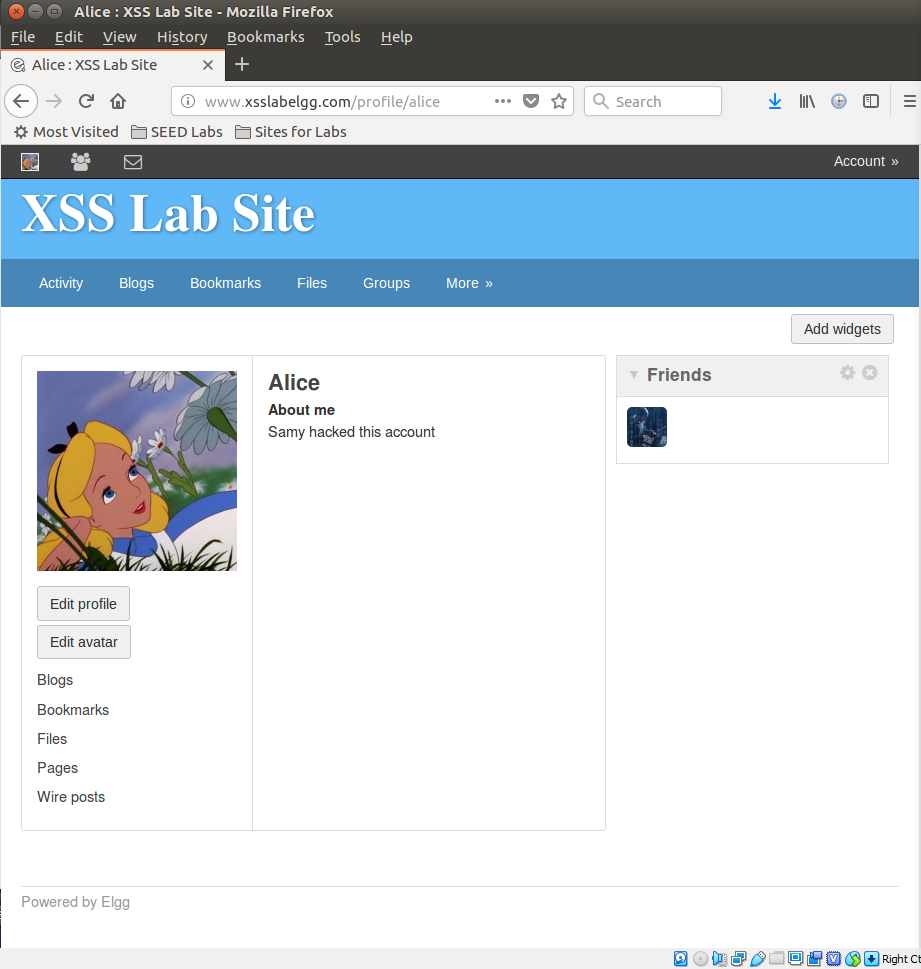 Alice : XSS Lab Site - Mozilla Firefox
File Edit View History Bookmarks Tools Help
Alice : XSS Lab Site
www.xsslabelgg.com/profile/alice
Search
Most Visited SEED Labs Sites for Labs
Account »
XSS Lab Site
Activity Blogs Bookmarks Files Groups More »
Add widgets
Alice
About me
Samy hacked this account
Friends
Edit profile
Edit avatar
Blogs
Bookmarks
Files
Pages
Wire posts
Powered by Elgg
Right Ct